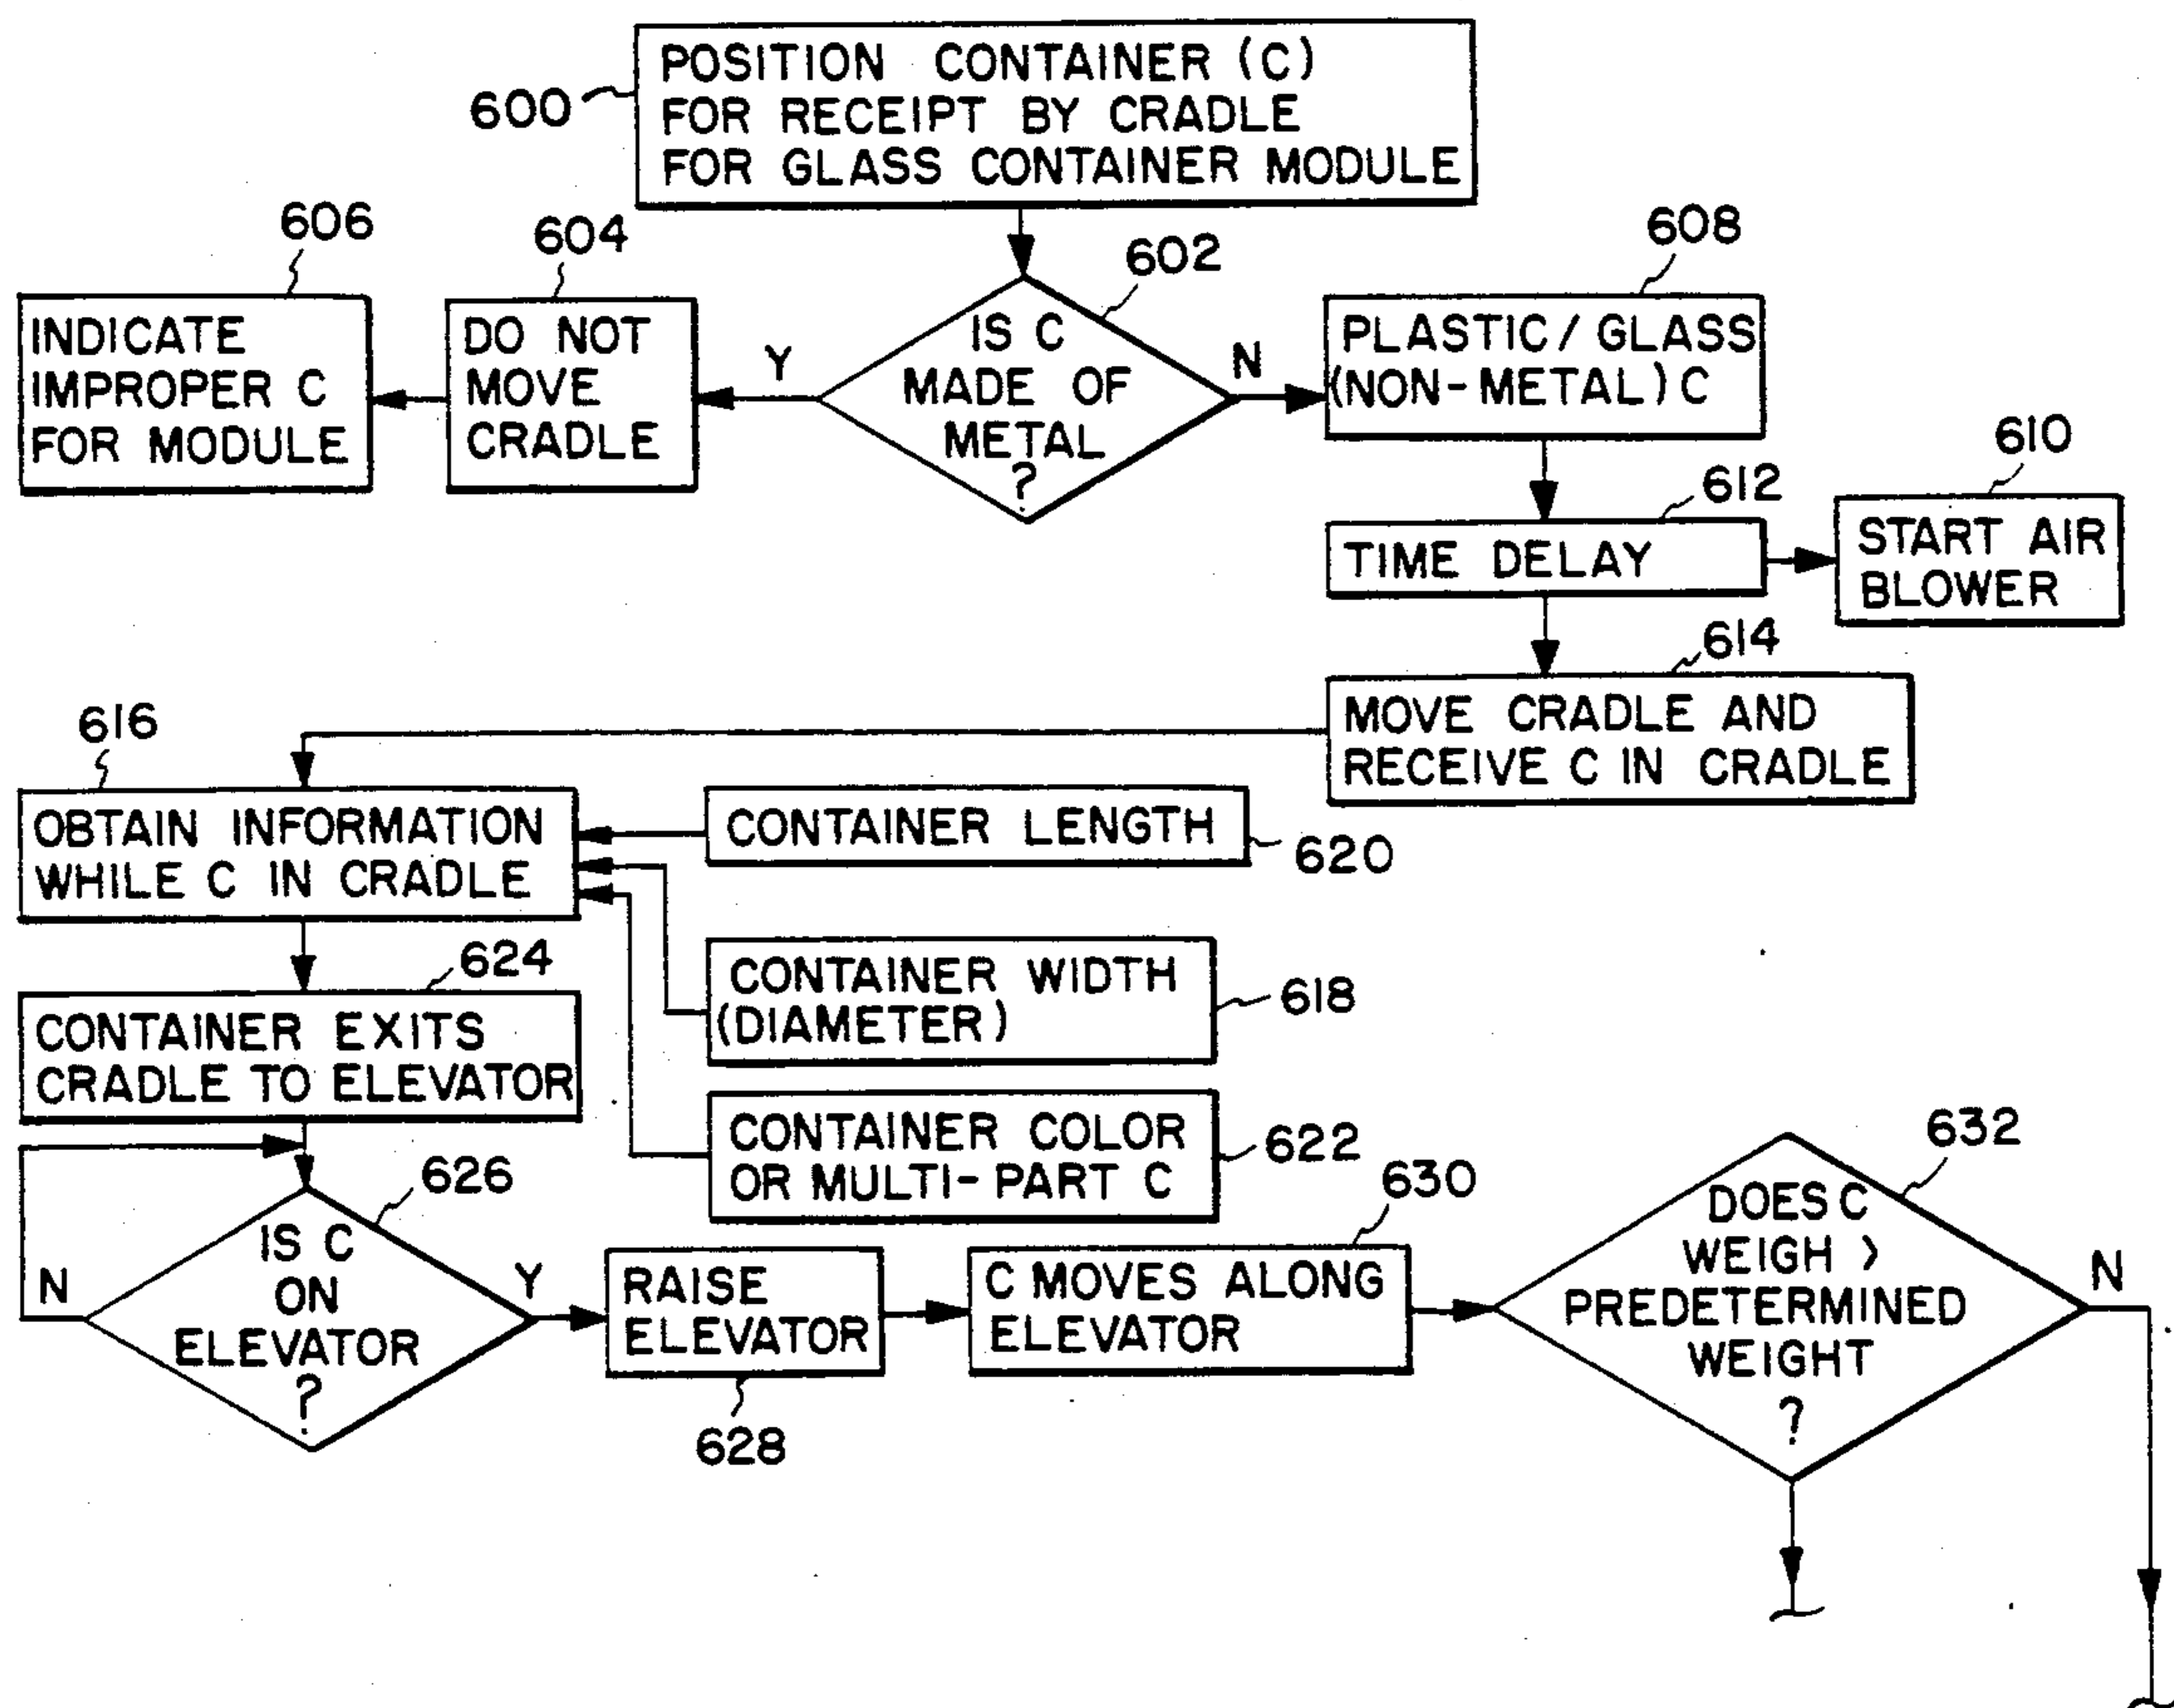 POSITION CONTAINER (C)
FOR RECEIPT BY CRADLE
FOR GLASS CONTAINER MODULE
600
606
604
602
608
INDICATE
IMPROPER C
FOR MODULE
DO NOT
MOVE
CRADLE
Y
IS C
MADE OF
METAL
?
N
PLASTIC/GLASS
(NON-METAL) C
610
612
TIME DELAY
START AIR
BLOWER
614
MOVE CRADLE AND
RECEIVE C IN CRADLE
616
OBTAIN INFORMATION
WHILE C IN CRADLE
CONTAINER LENGTH
620
624
CONTAINER WIDTH
(DIAMETER)
618
CONTAINER EXITS
CRADLE TO ELEVATOR
CONTAINER COLOR
OR MULTI-PART C
622
626
630
632
N
IS C
ON
ELEVATOR
?
Y
RAISE
ELEVATOR
628
C MOVES ALONG
ELEVATOR
DOES C
WEIGH >
PREDETERMINED
WEIGHT
?
N